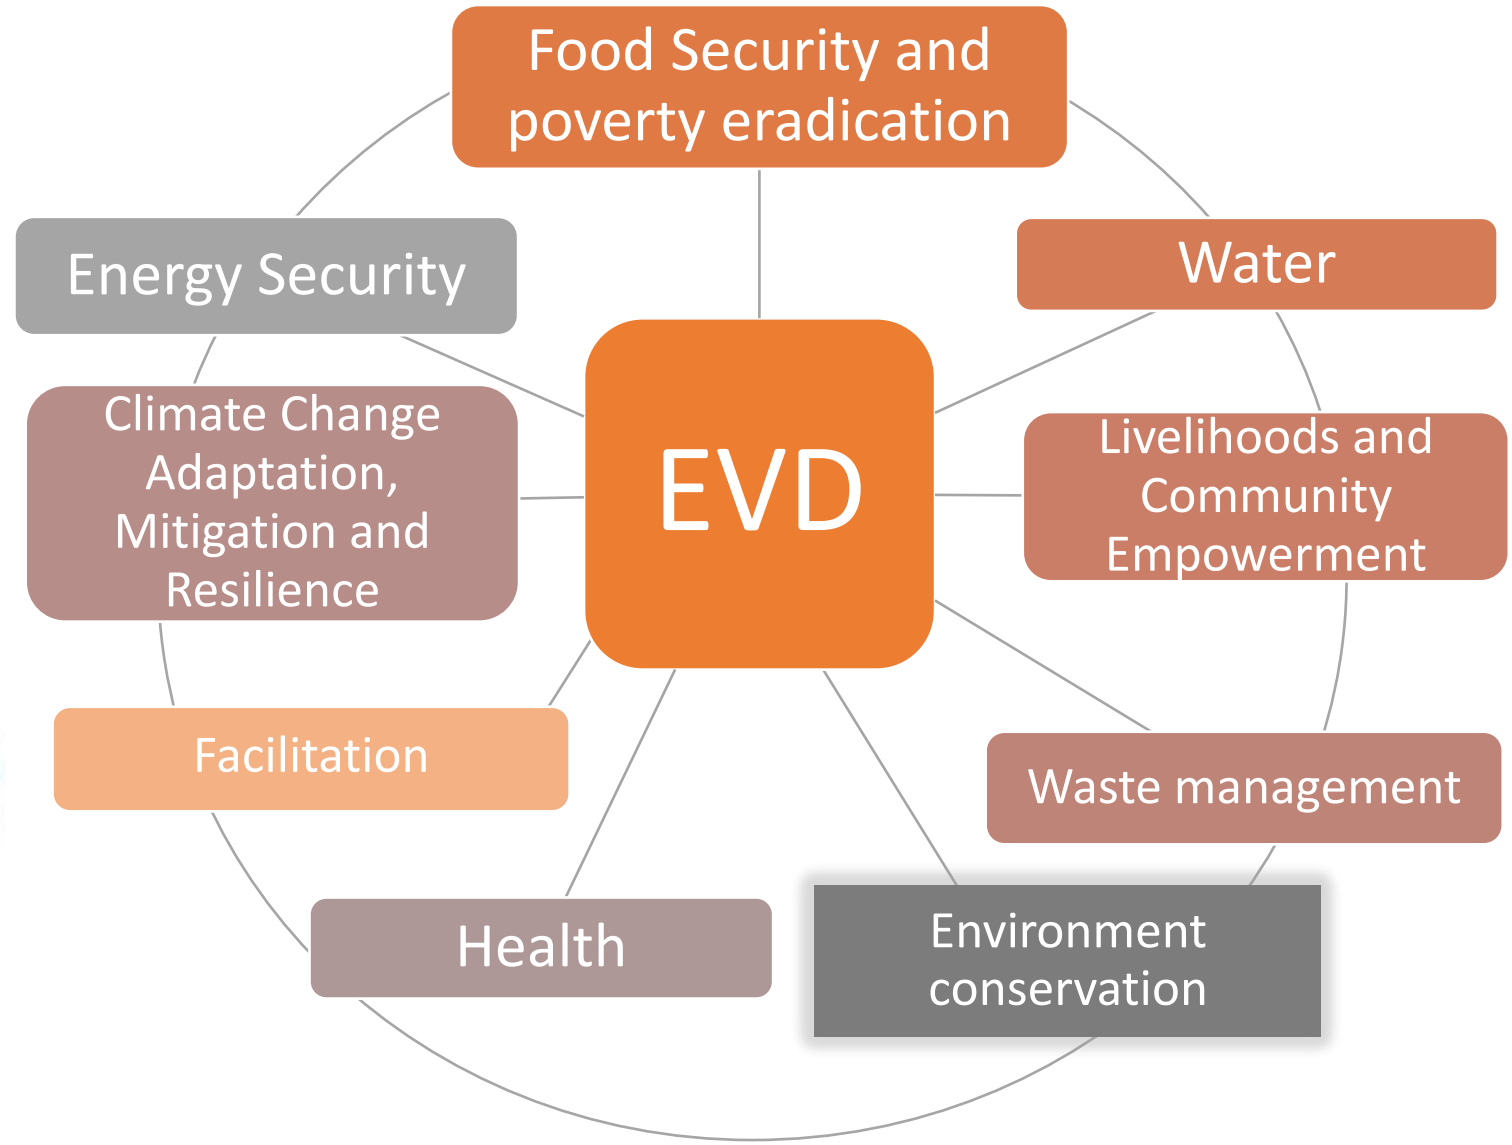 Food Security and
poverty eradication
Energy Security
Water
Climate Change
Adaptation,
Mitigation and
Resilience
EVD
Livelihoods and
Community
Empowerment
Facilitation
Waste management
Health
Environment
conservation